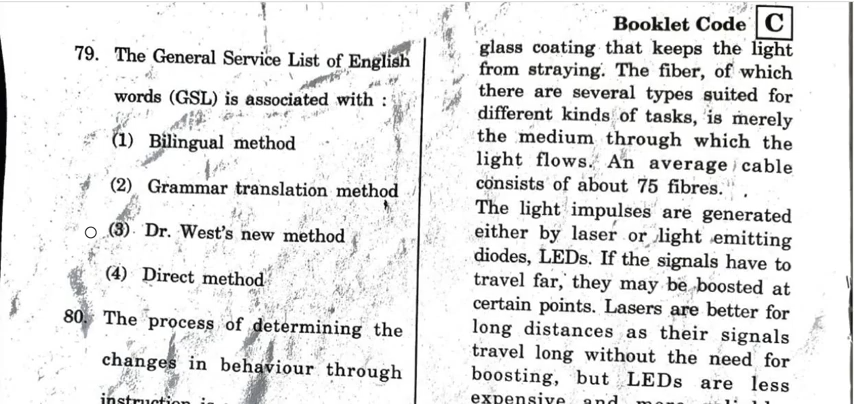 Booklet Code C
79. The General Service List of English
words (GSL) is associated with :
(1) Bilingual method
(2) Grammar translation method
(3) Dr. West's new method
(4) Direct method
80. The process of determining the
changes in behaviour through
instruction is
glass coating that keeps the light
from straying. The fiber, of which
there are several types suited for
different kinds of tasks, is merely
the medium through which the
light flows. An average cable
consists of about 75 fibres.
The light impulses are generated
either by laser or light emitting
diodes, LEDs. If the signals have to
travel far, they may be boosted at
certain points. Lasers are better for
long distances as their signals
travel long without the need for
boosting, but LEDs are less
expensive and more